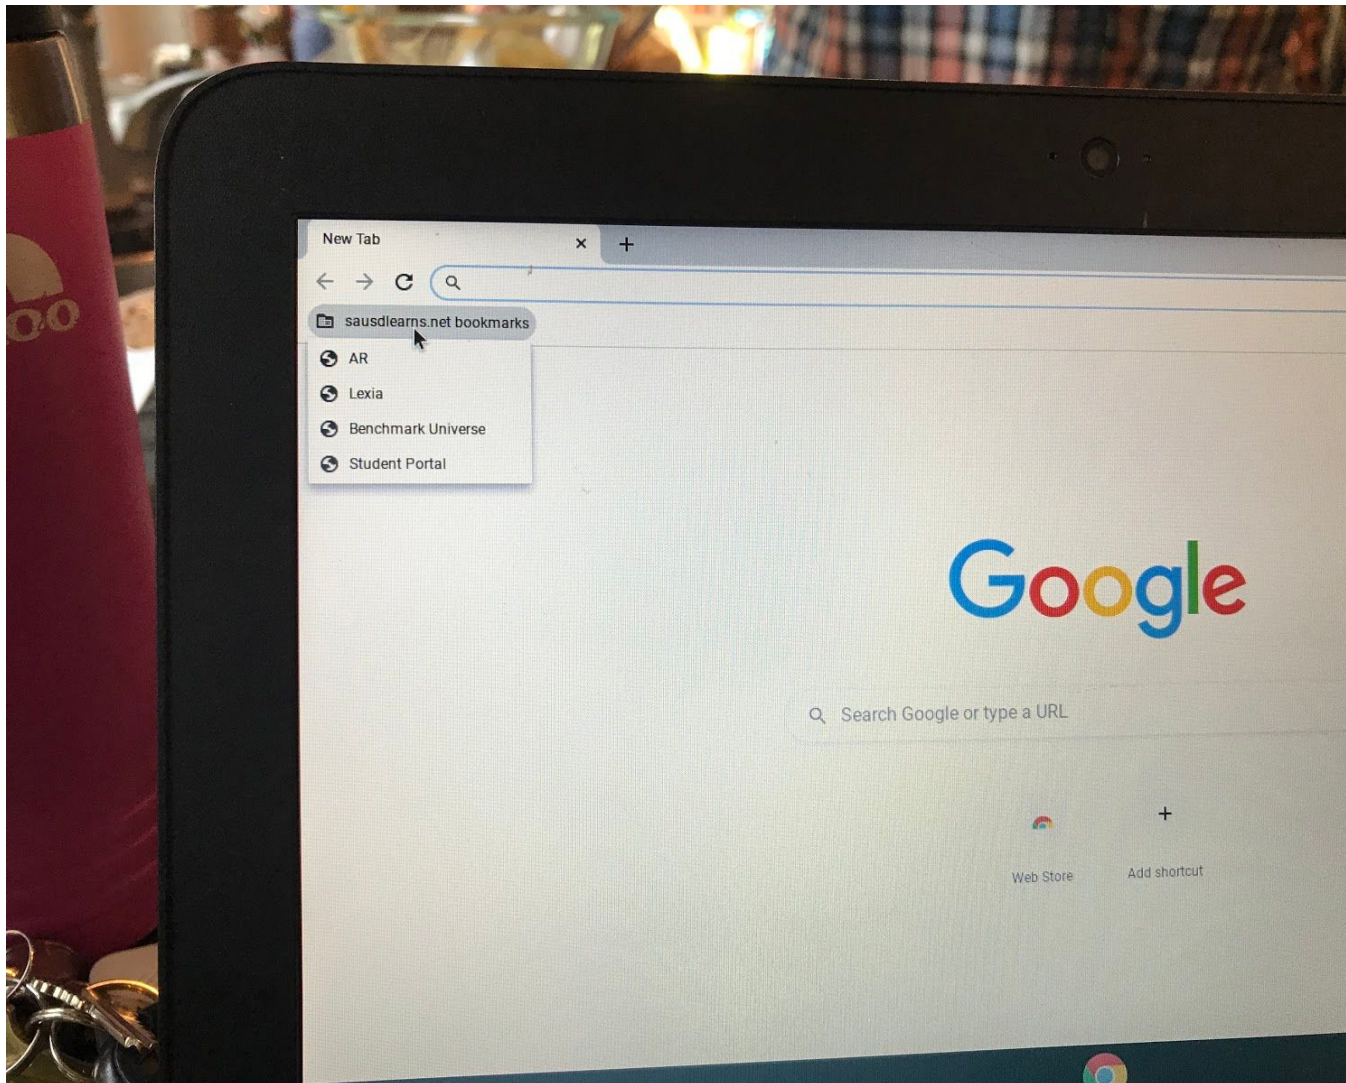 New Tab
sausdlearns.net bookmarks
AR
Lexia
Benchmark Universe
Student Portal
Google
Search Google or type a URL
Web Store
Add shortcut